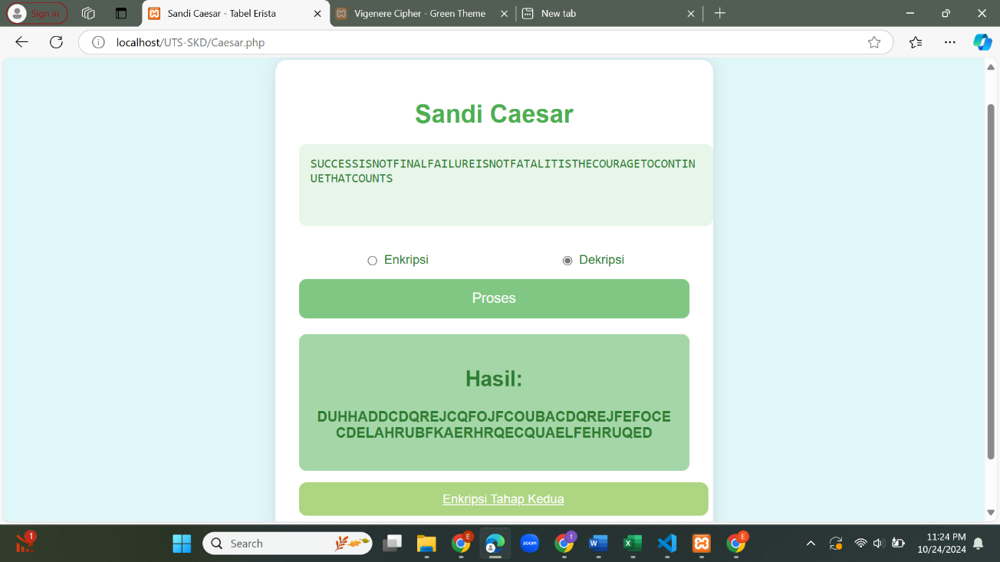 Sign in
Sandi Caesar - Tabel Erista
Vigenere Cipher - Green Theme
New tab
localhost/UTS-SKD/Caesar.php
Sandi Caesar
SUCCESSISNOTFINALFAILUREISNOTFATALITISTHECOURAGETOCONTIN
UETHATCOUNTS
Enkripsi
Dekripsi
Proses
Hasil:
DUHHADDCDQREJCQFOJFCOUBACDQREJFEFOCE
CDELAHRUBFKAERHRQECQUAELFEHRUQED
Enkripsi Tahap Kedua
1
Search
E
zoom
t
W
X
E
11:24 PM
10/24/2024